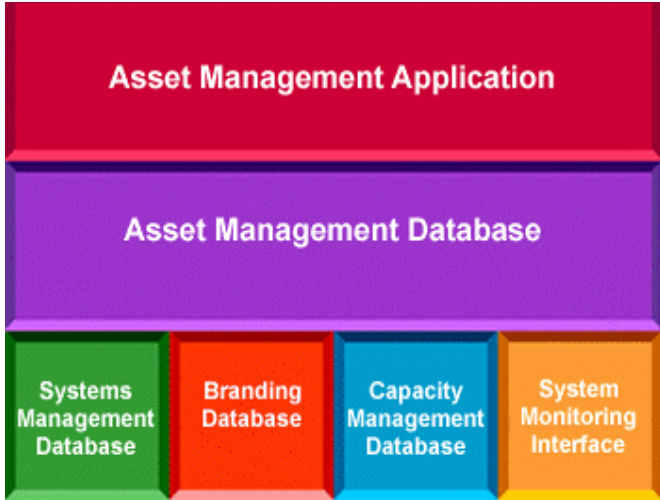 Asset Management Application
Asset Management Database
Systems
Management
Database
Branding
Database
Capacity
Management
Database
System
Monitoring
Interface